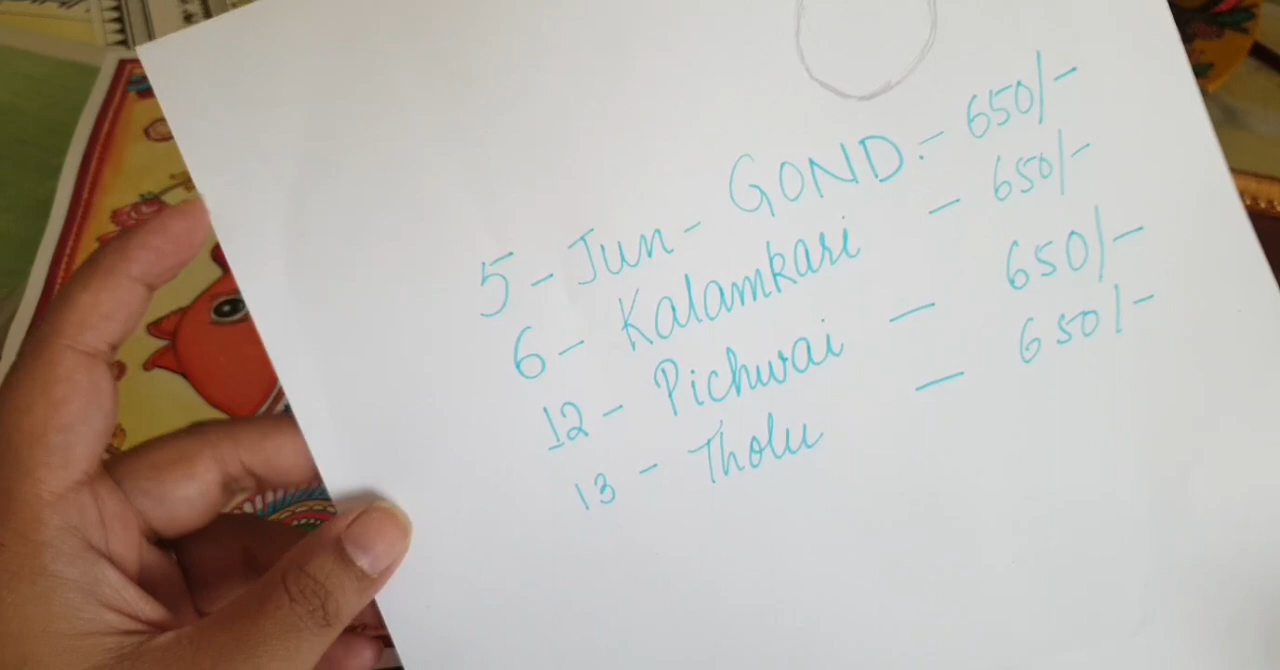 5 - Jun - GOND :- 650/-
6 - Kalamkari - 650/-
12 - Pichwai - 650/-
13 - Tholu - 650/-